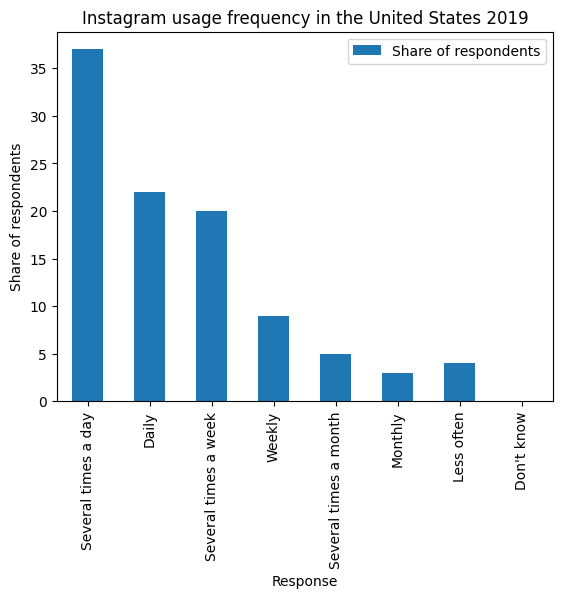 Instagram usage frequency in the United States 2019
Share of respondents
Share of respondents
35
30
25
20
15
10
5
0
Several times a day
Daily
Several times a week
Weekly
Several times a month
Monthly
Less often
Don't know
Response